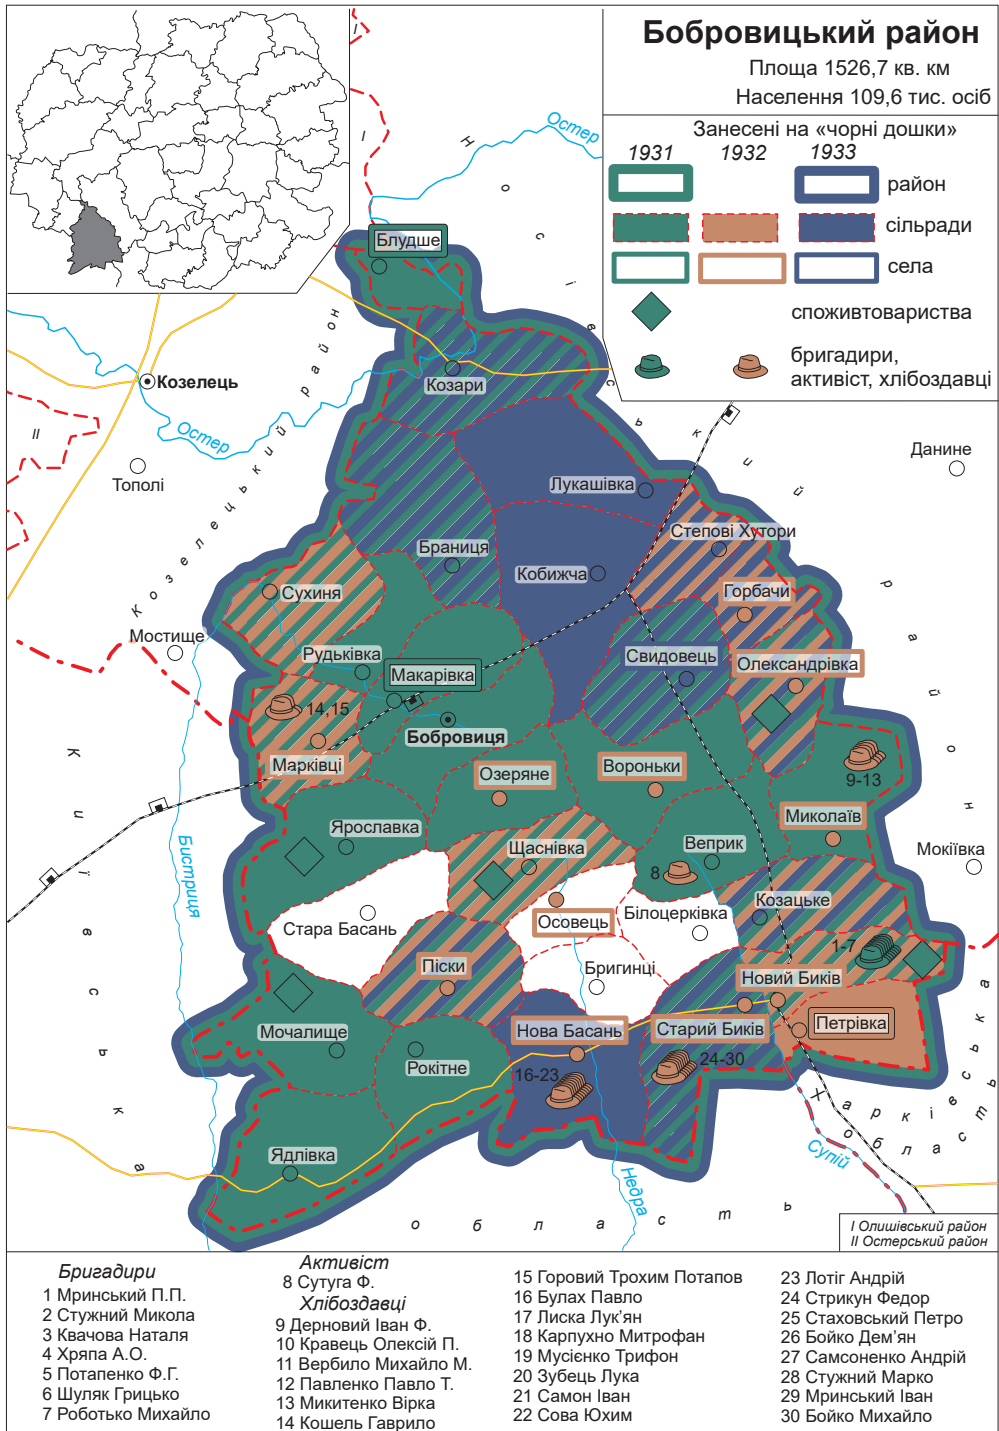 Бобровицький район
Площа 1526,7 кв. км
Населення 109,6 тис. осіб
Занесені на «чорні дошки»
1931 1932 1933
район
сільради
села
споживтовариства
бригадири,
активіст, хлібоздавці
I
I
II
Остер
Носівський район
Козелецький район
Київська область
Харківська область
Блудше
Козари
Козелець
Остер
Тополі
Данине
Лукашівка
Степові Хутори
Браниця
Кобижча
Сухиня
Горбачи
Мостище
Рудьківка
Свидовець
Олександрівка
Макарівка
14,15
Бобровиця
Марківці
Озеряне
Вороньки
9-13
Миколаїв
Ярославка
Щаснівка
Веприк
8
Мокіївка
Бистриця
Козацьке
Стара Басань
Осовець
Білоцерківка
1-7
Піски
Бригинці
Новий Биків
Мочалище
Нова Басань
Старий Биків
Петрівка
Рокітне
16-23
24-30
Ядлівка
Недра
Супій
I Олишівський район
II Остерський район
Бригадири
1 Мринський П.П.
2 Стужний Микола
3 Квачова Наталя
4 Хряпа А.О.
5 Потапенко Ф.Г.
6 Шуляк Грицько
7 Роботько Михайло
Активіст
8 Сутуга Ф.
Хлібоздавці
9 Дерновий Іван Ф.
10 Кравець Олексій П.
11 Вербило Михайло М.
12 Павленко Павло Т.
13 Микитенко Вірка
14 Кошель Гаврило
15 Горовий Трохим Потапов
16 Булах Павло
17 Лиска Лук'ян
18 Карпухно Митрофан
19 Мусієнко Трифон
20 Зубець Лука
21 Самон Іван
22 Сова Юхим
23 Лотіг Андрій
24 Стрикун Федор
25 Стаховський Петро
26 Бойко Дем'ян
27 Самсоненко Андрій
28 Стужний Марко
29 Мринський Іван
30 Бойко Михайло